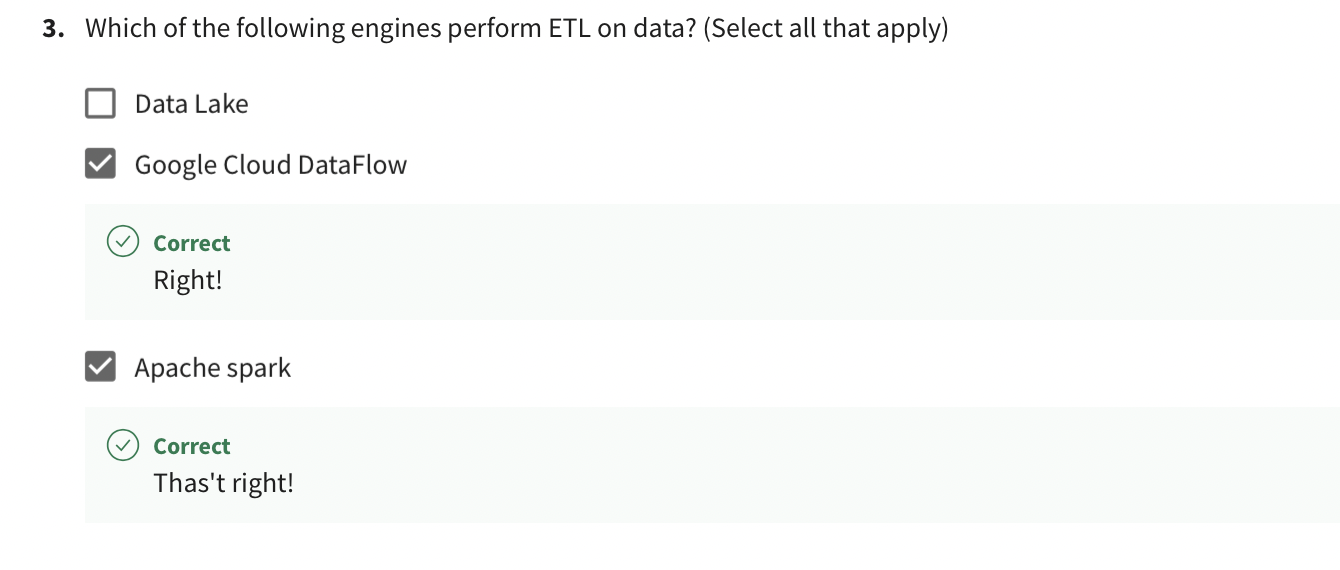 3. Which of the following engines perform ETL on data? (Select all that apply)
Data Lake
Google Cloud DataFlow
Correct
Right!
Apache spark
Correct
Thas't right!